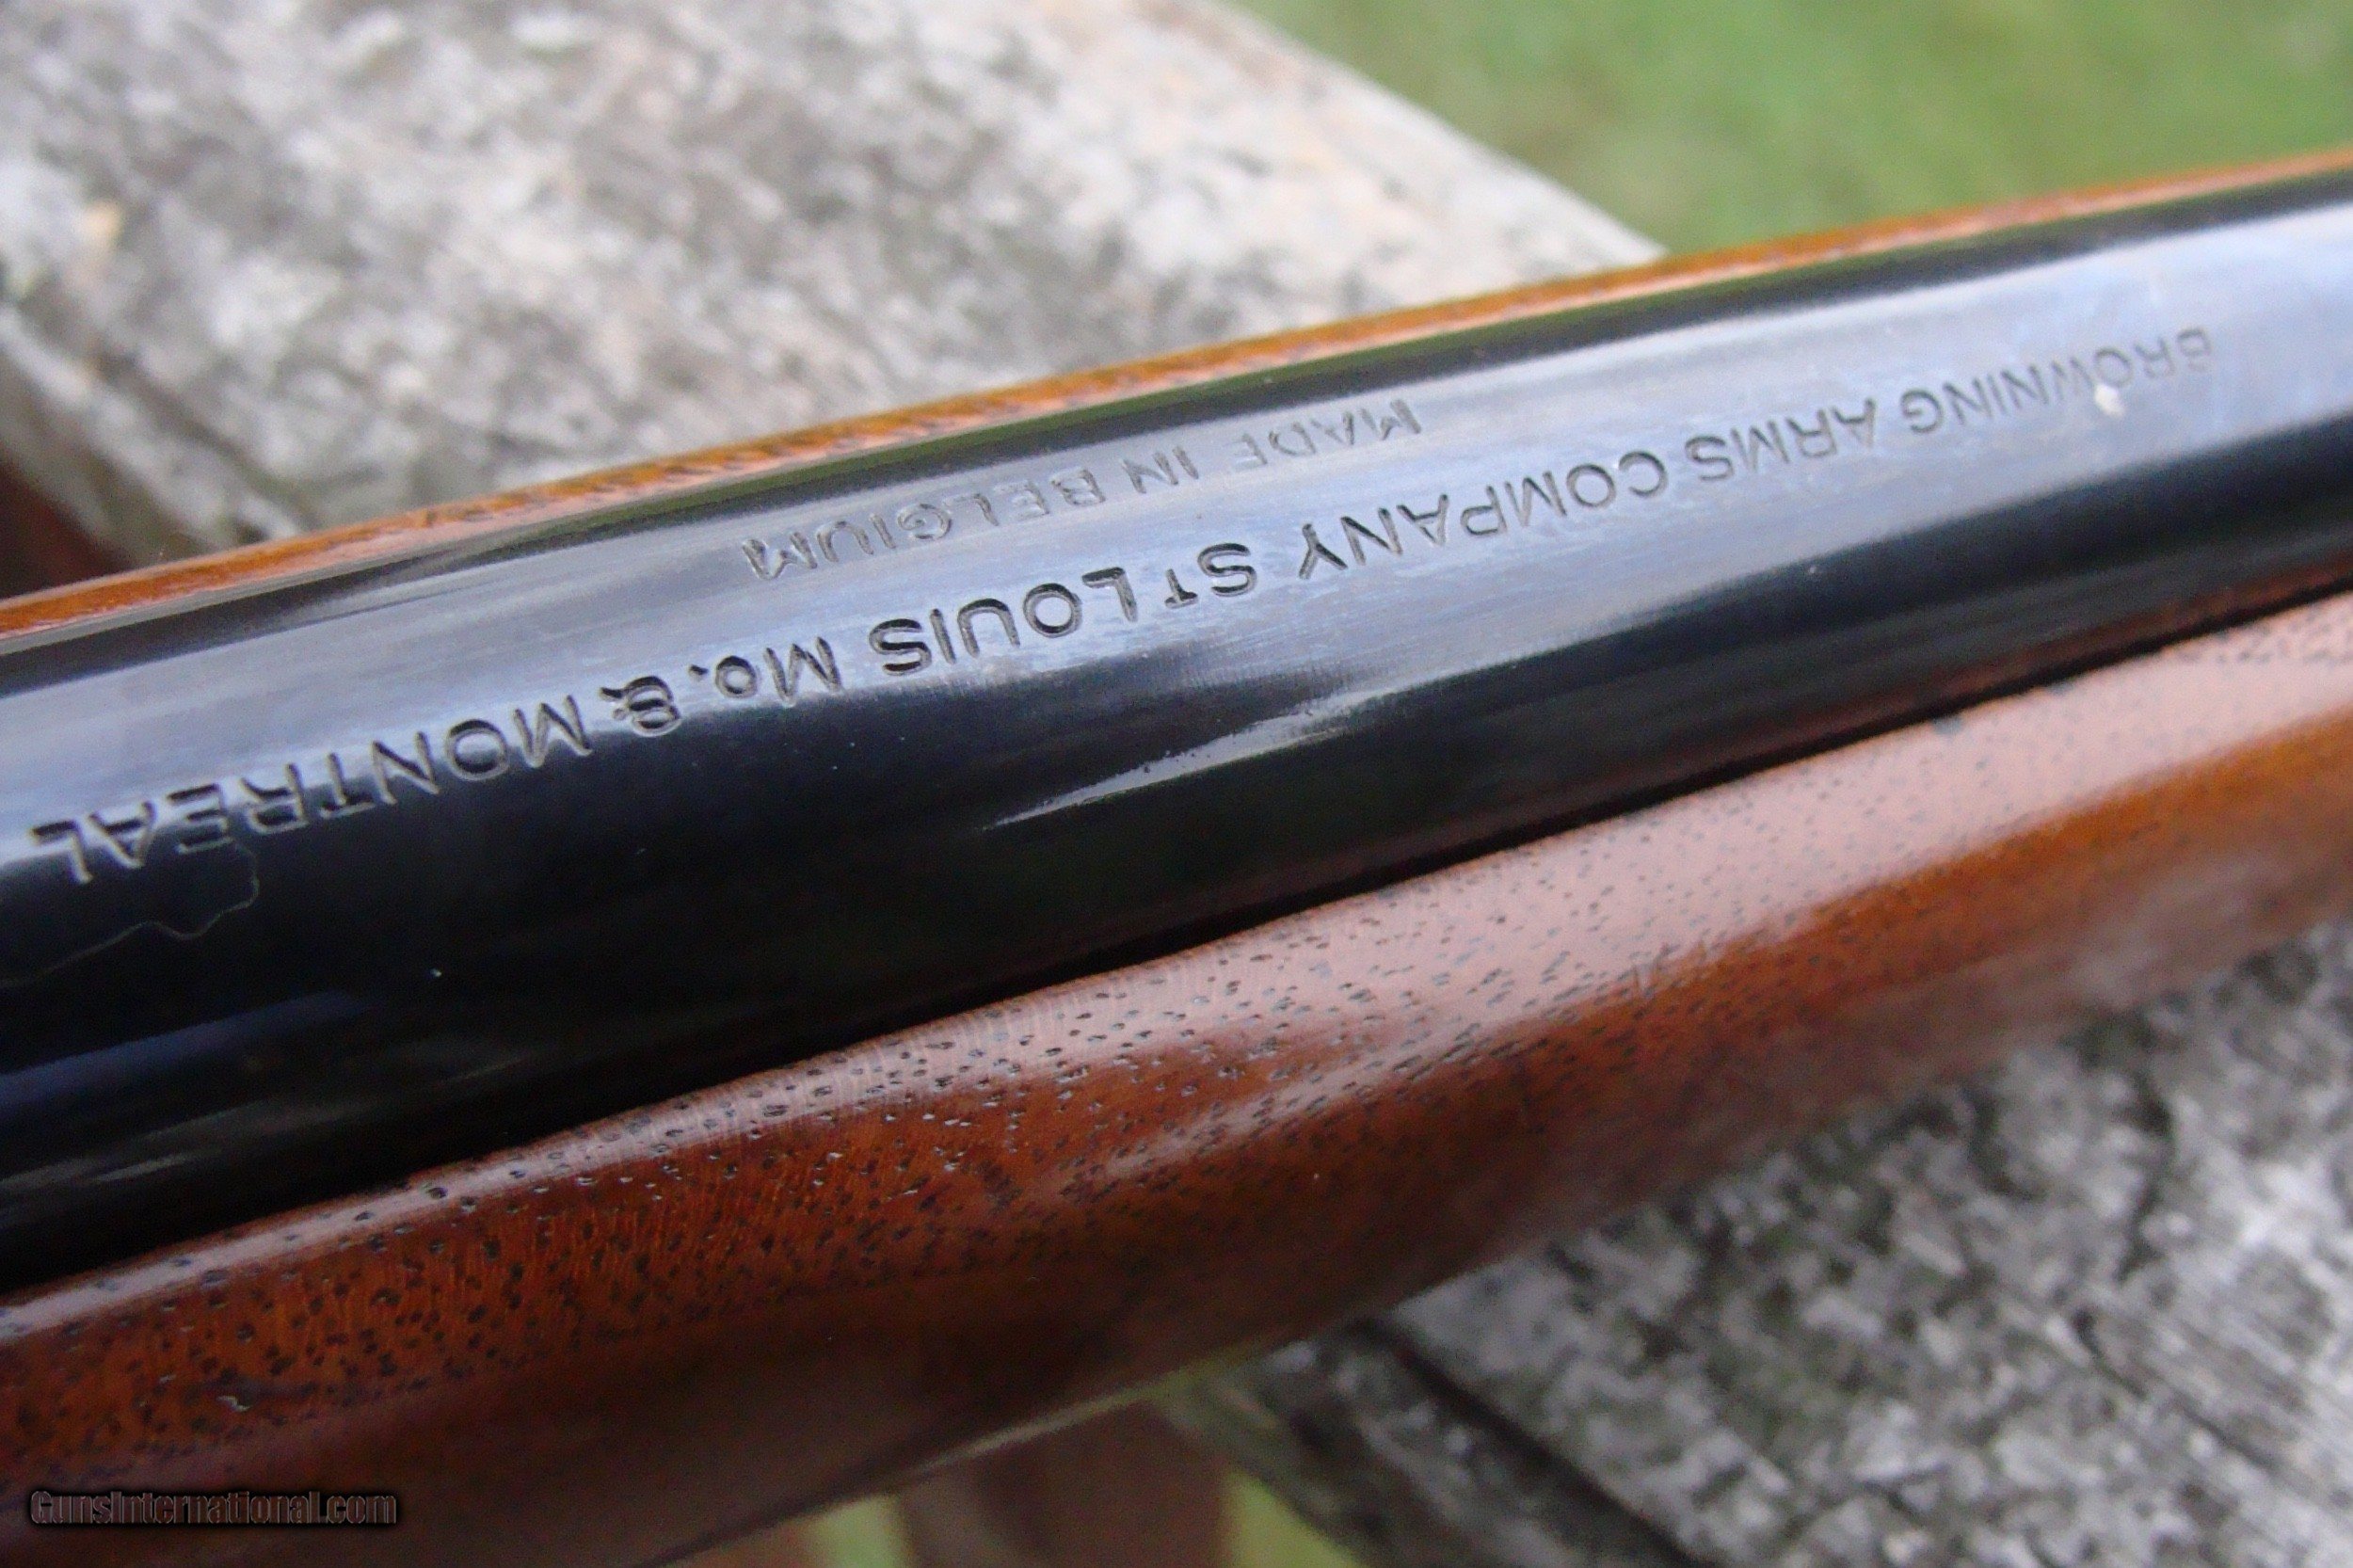 BROWNING ARMS COMPANY ST LOUIS Mo. & MONTREAL
MADE IN BELGIUM
GunsInternational.com